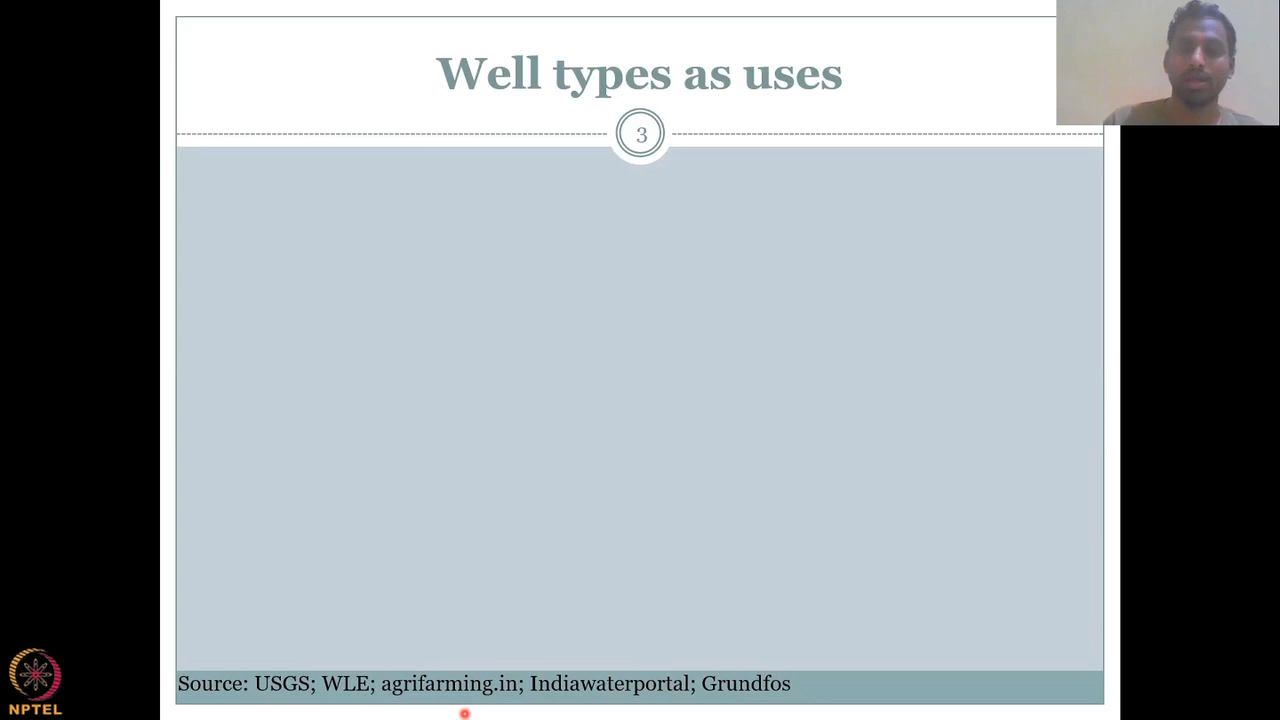 Well types as uses
3
Source: USGS; WLE; agrifarming.in; Indiawaterportal; Grundfos
NPTEL